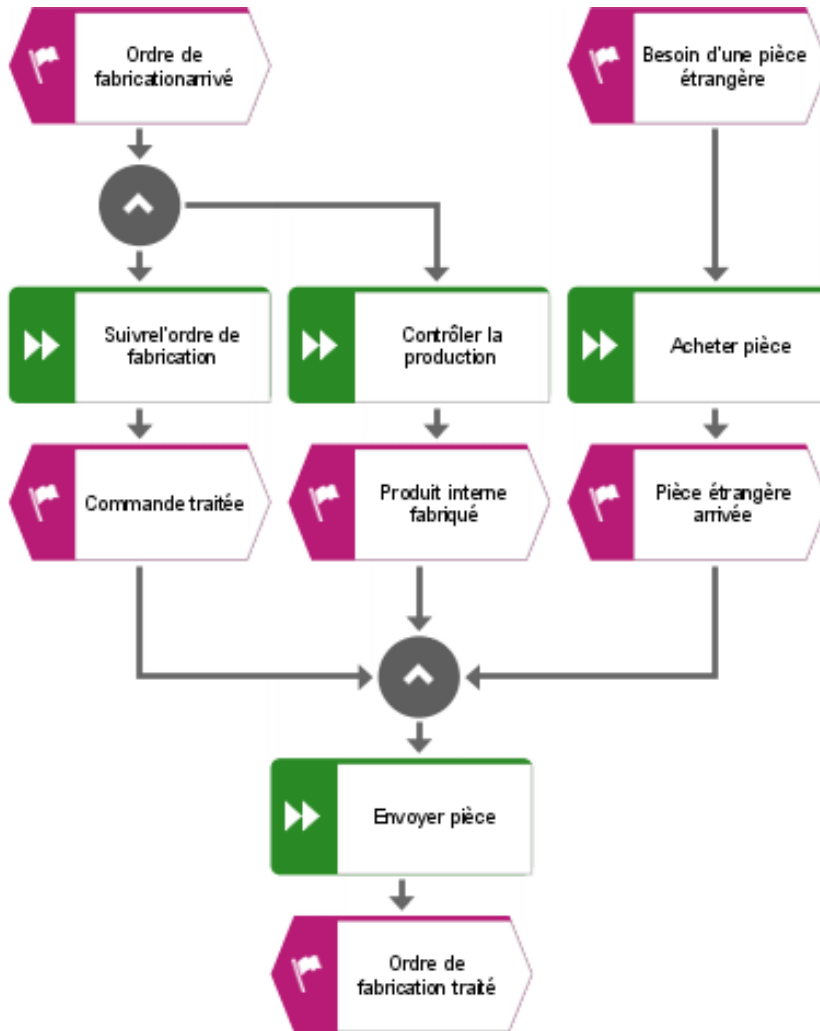 Ordre de
fabricationarrivé
Besoin d'une pièce
étrangère
Suivrel'ordre de
fabrication
Contrôler la
production
Acheter pièce
Commande traitée
Produit interne
fabriqué
Pièce étrangère
arrivée
Envoyer pièce
Ordre de
fabrication traité